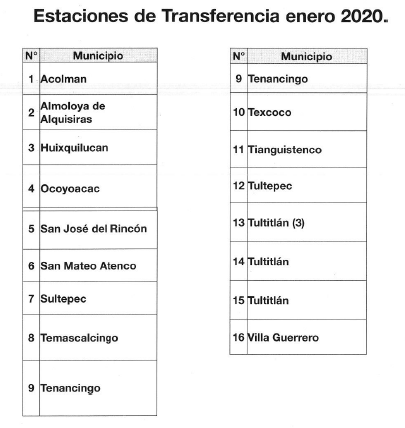 Estaciones de Transferencia enero 2020.
N° Municipio
1 Acolman
2 Almoloya de
Alquisiras
3 Huixquilucan
4 Ocoyoacac
5 San José del Rincón
6 San Mateo Atenco
7 Sultepec
8 Temascalcingo
9 Tenancingo
N° Municipio
9 Tenancingo
10 Texcoco
11 Tianguistenco
12 Tultepec
13 Tultitlán (3)
14 Tultitlán
15 Tultitlán
16 Villa Guerrero